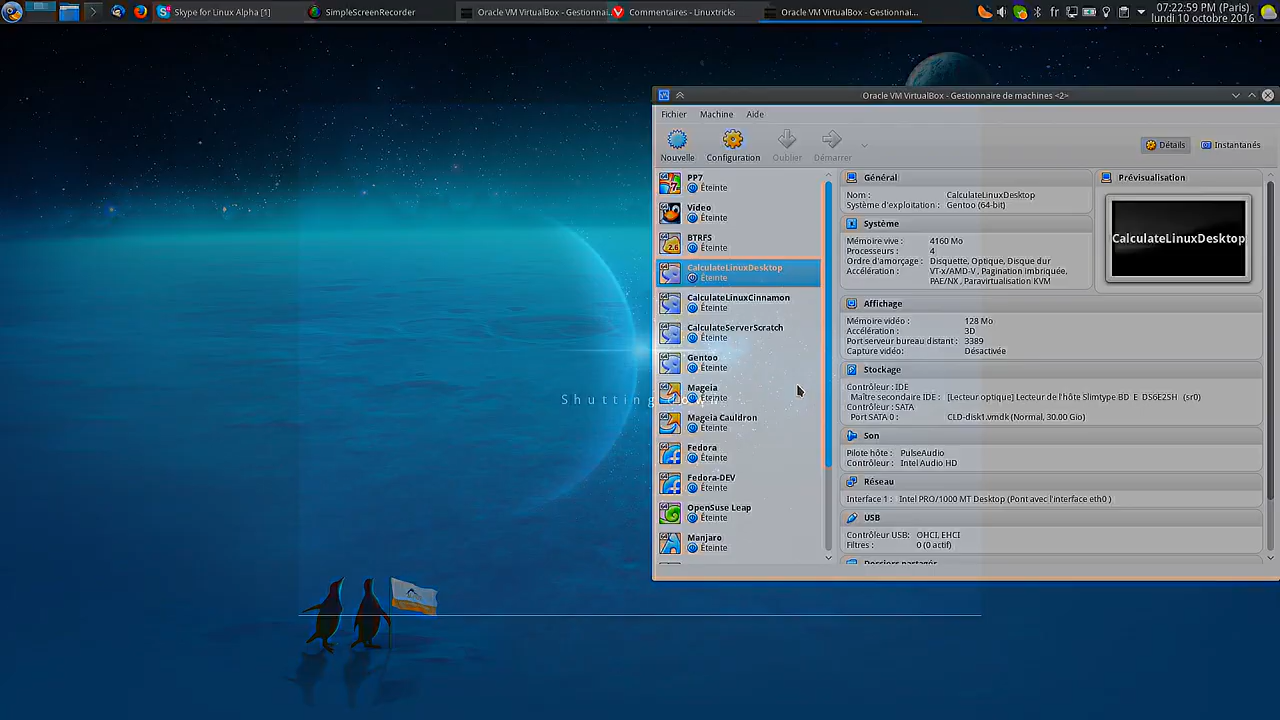 Skype for Linux Alpha [1]
SimpleScreenRecorder
Oracle VM VirtualBox - Gestionnai...
Commentaires - Linuxtricks
Oracle VM VirtualBox - Gestionnai...
fr
07:22:59 PM (Paris)
lundi 10 octobre 2016
Oracle VM VirtualBox - Gestionnaire de machines <2>
Fichier Machine Aide
Nouvelle Configuration Oublier Démarrer
Détails Instantanés
PP7
Éteinte
Video
Éteinte
BTRFS
Éteinte
CalculateLinuxDesktop
Éteinte
CalculateLinuxCinnamon
Éteinte
CalculateServerScratch
Éteinte
Gentoo
Éteinte
Mageia
Éteinte
Mageia Cauldron
Éteinte
Fedora
Éteinte
Fedora-DEV
Éteinte
OpenSuse Leap
Éteinte
Manjaro
Éteinte
Général
Nom : CalculateLinuxDesktop
Système d'exploitation : Gentoo (64-bit)
Système
Mémoire vive : 4160 Mo
Processeurs : 4
Ordre d'amorçage : Disquette, Optique, Disque dur
Accélération : VT-x/AMD-V , Pagination imbriquée,
PAE/NX , Paravirtualisation KVM
Affichage
Mémoire vidéo : 128 Mo
Accélération : 3D
Port serveur bureau distant : 3389
Capture vidéo: Désactivée
Stockage
Contrôleur : IDE
Maître secondaire IDE : [Lecteur optique] Lecteur de l'hôte Slimtype BD E DS6E2SH (sr0)
Contrôleur : SATA
Port SATA 0 : CLD-disk1.vmdk (Normal, 30.00 Gio)
Son
Pilote hôte : PulseAudio
Contrôleur : Intel Audio HD
Réseau
Interface 1 : Intel PRO/1000 MT Desktop (Pont avec l'interface eth0 )
USB
Contrôleur USB: OHCI, EHCI
Filtres : 0 (0 actif)
Dossiers partagés
Prévisualisation
CalculateLinuxDesktop
Shutting